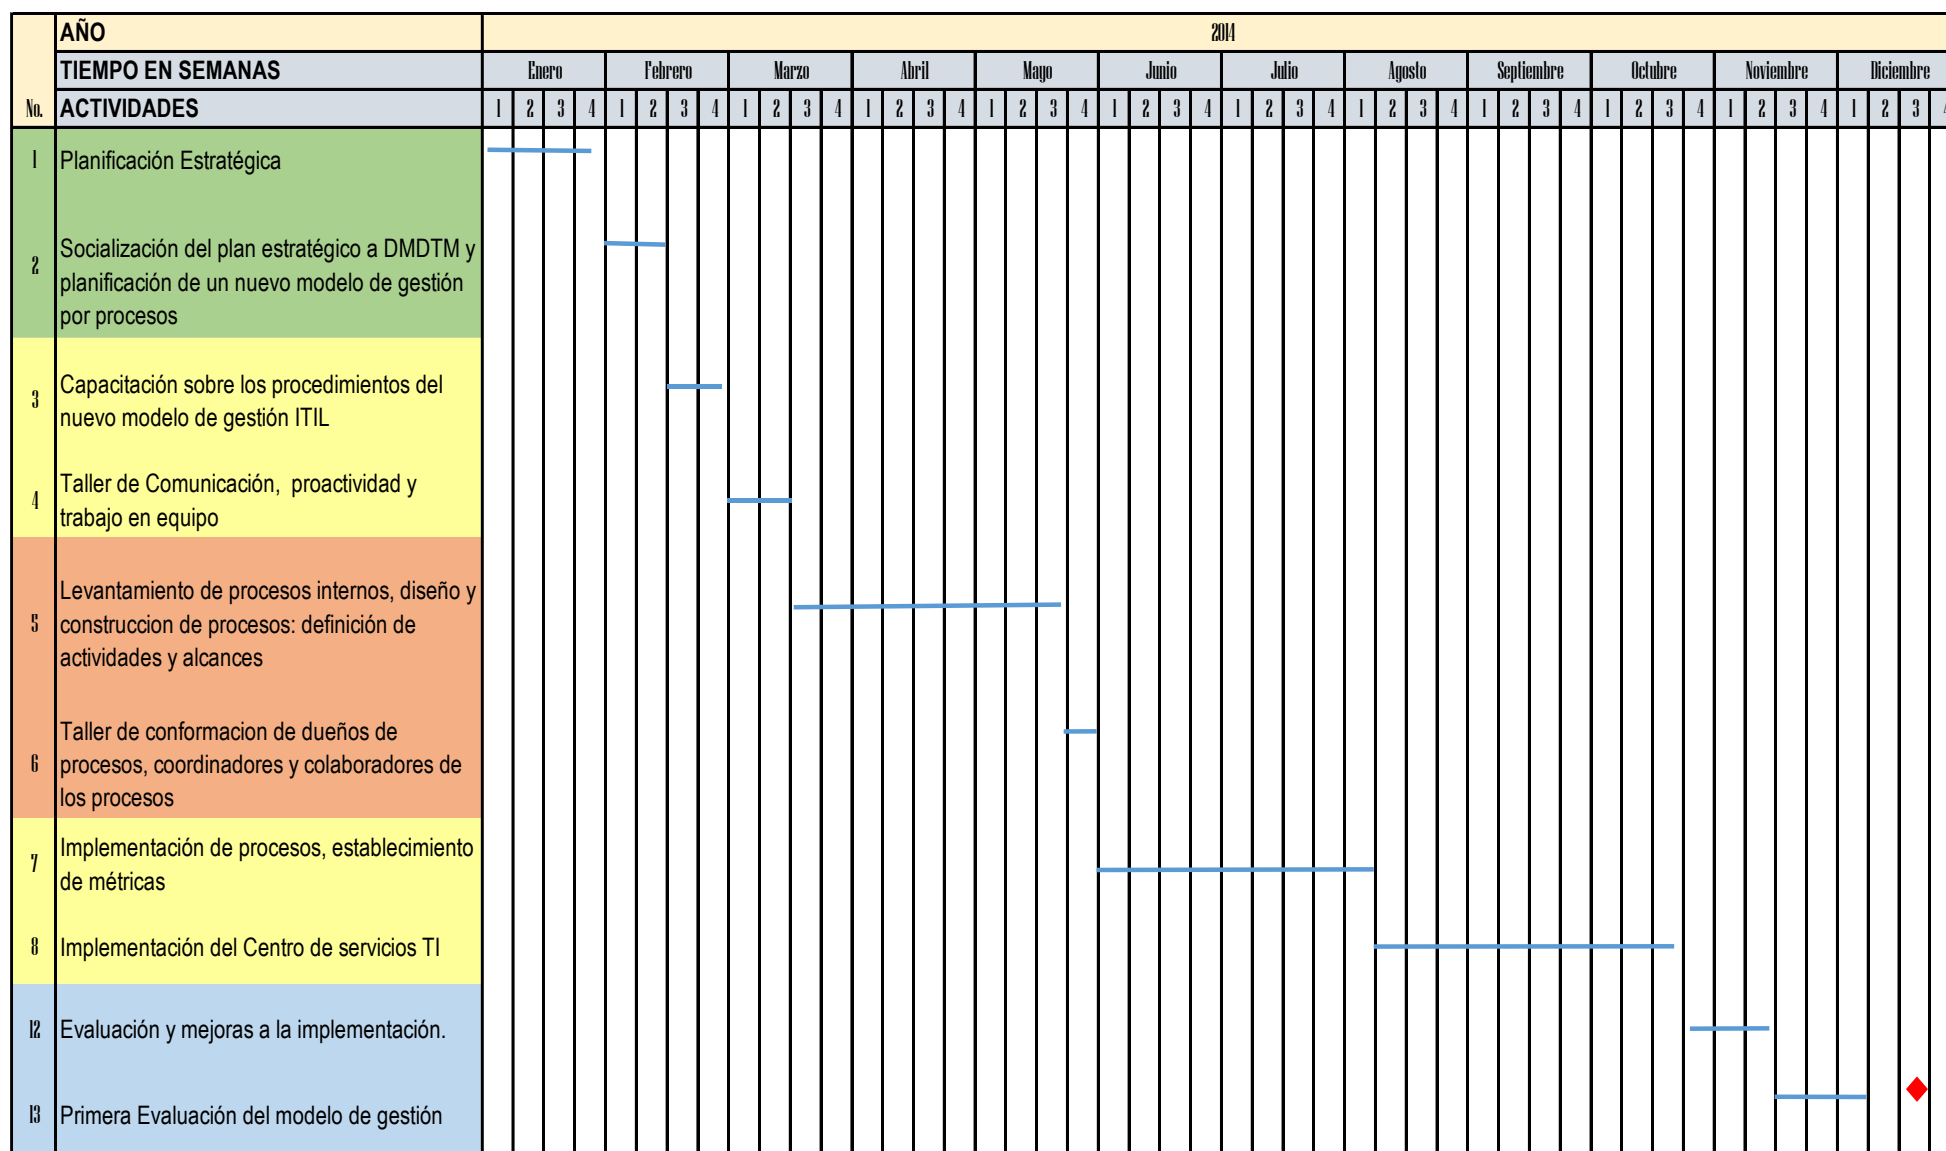 AÑO 2014
TIEMPO EN SEMANAS Enero Febrero Marzo Abril Mayo Junio Julio Agosto Septiembre Octubre Noviembre Diciembre
No. ACTIVIDADES 1 2 3 4 1 2 3 4 1 2 3 4 1 2 3 4 1 2 3 4 1 2 3 4 1 2 3 4 1 2 3 4 1 2 3 4 1 2 3 4 1 2 3 4 1 2 3
1 Planificación Estratégica
Socialización del plan estratégico a DMDTM y
2 planificación de un nuevo modelo de gestión
por procesos
3 Capacitación sobre los procedimientos del
nuevo modelo de gestión ITIL
4 Taller de Comunicación, proactividad y
trabajo en equipo
Levantamiento de procesos internos, diseño y
5 construccion de procesos: definición de
actividades y alcances
Taller de conformacion de dueños de
6 procesos, coordinadores y colaboradores de
los procesos
7 Implementación de procesos, establecimiento
de métricas
8 Implementación del Centro de servicios TI
12 Evaluación y mejoras a la implementación.
13 Primera Evaluación del modelo de gestión